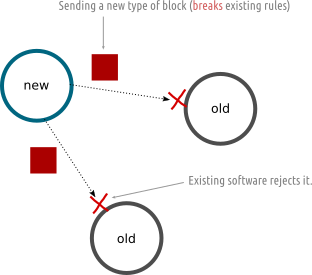 Sending a new type of block (breaks existing rules)
new
old
Existing software rejects it.
old